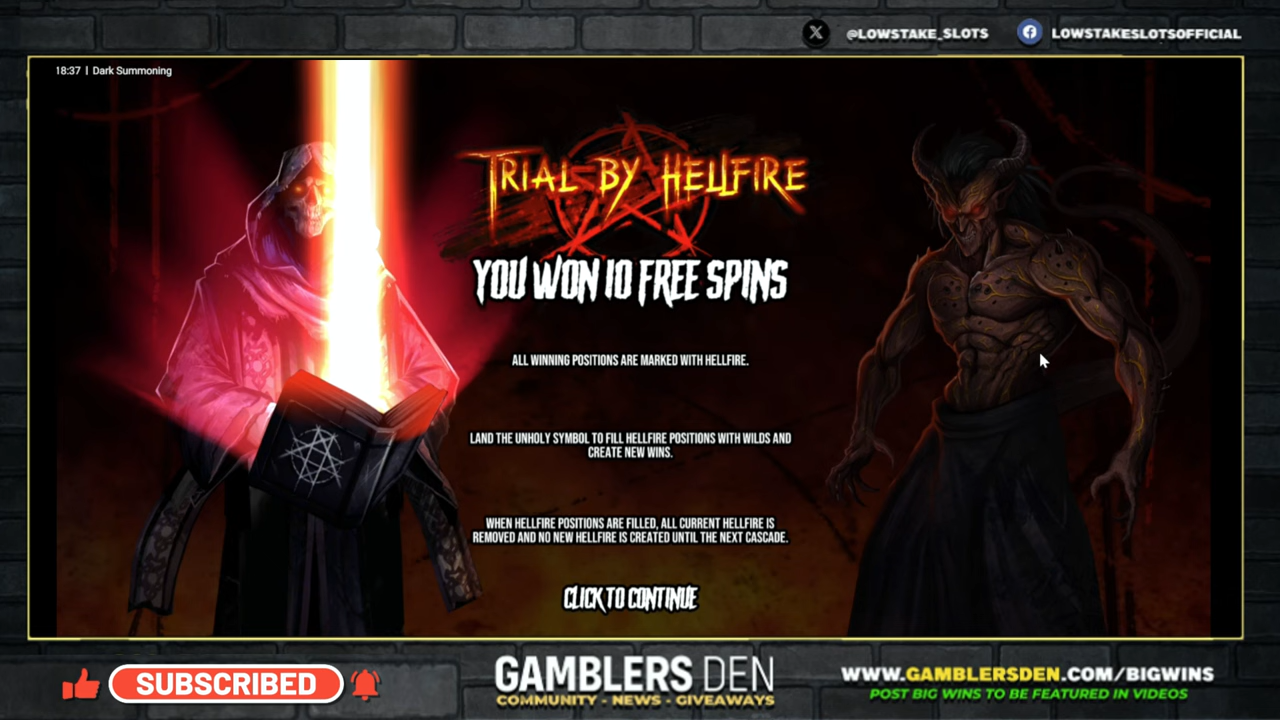 @LOWSTAKE_SLOTS LOWSTAKESLOTSOFFICIAL
18:37 | Dark Summoning
TRIAL BY HELLFIRE
YOU WON 10 FREE SPINS
ALL WINNING POSITIONS ARE MARKED WITH HELLFIRE.
LAND THE UNHOLY SYMBOL TO FILL HELLFIRE POSITIONS WITH WILDS AND
CREATE NEW WINS.
WHEN HELLFIRE POSITIONS ARE FILLED, ALL CURRENT HELLFIRE IS
REMOVED AND NO NEW HELLFIRE IS CREATED UNTIL THE NEXT CASCADE.
CLICK TO CONTINUE
SUBSCRIBED
GAMBLERS DEN
COMMUNITY - NEWS - GIVEAWAYS
WWW.GAMBLERSDEN.COM/BIGWINS
POST BIG WINS TO BE FEATURED IN VIDEOS